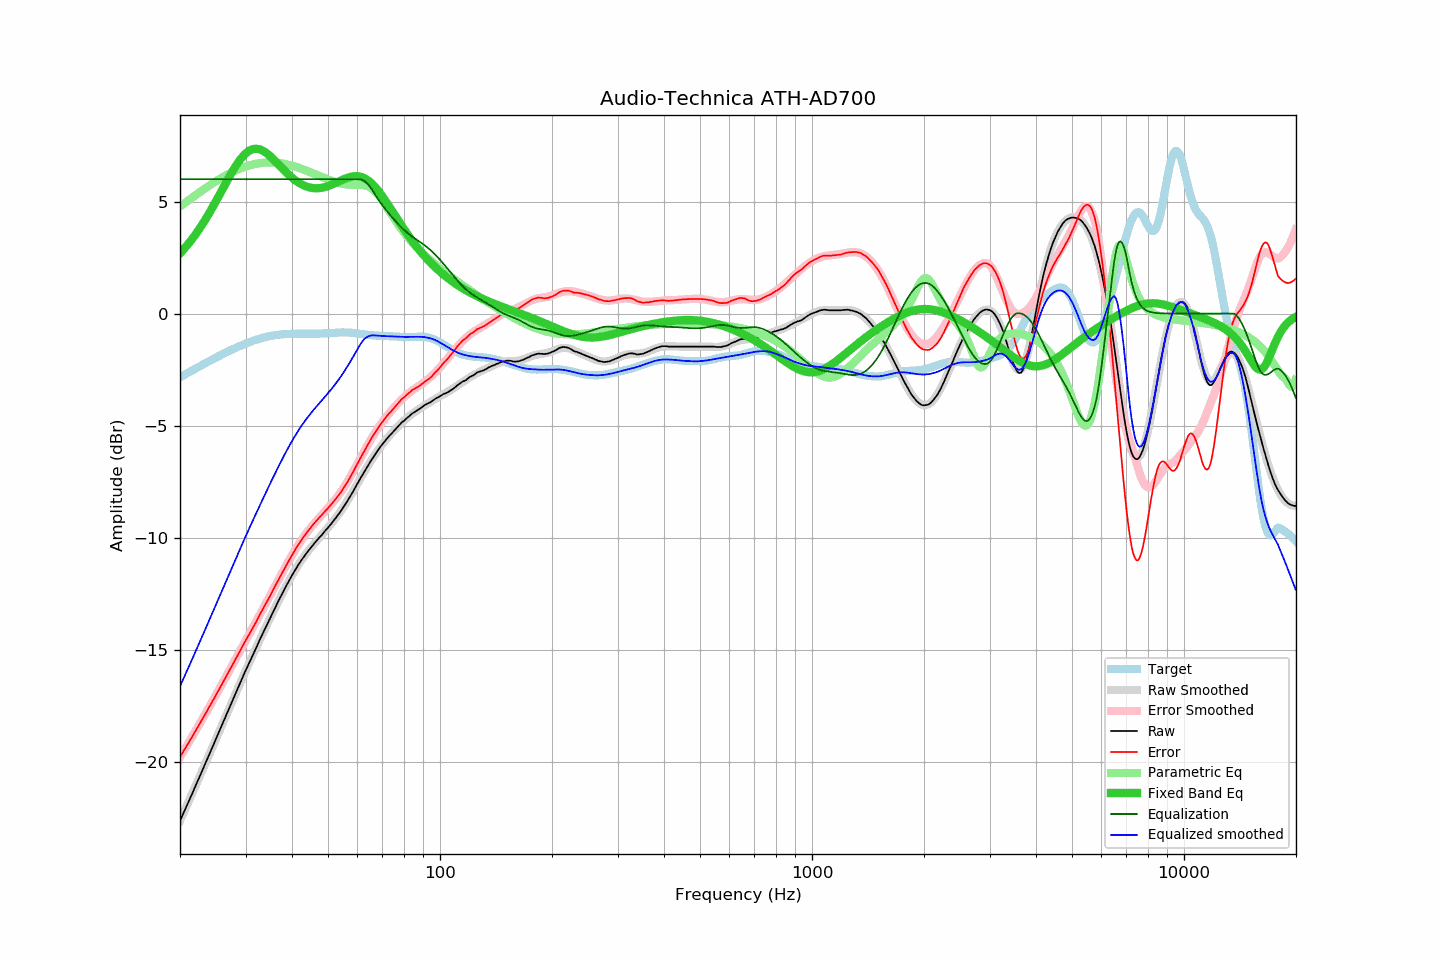 Audio-Technica ATH-AD700
5
0
−5
−10
−15
−20
Amplitude (dBr)
100
1000
10000
Frequency (Hz)
Target
Raw Smoothed
Error Smoothed
Raw
Error
Parametric Eq
Fixed Band Eq
Equalization
Equalized smoothed